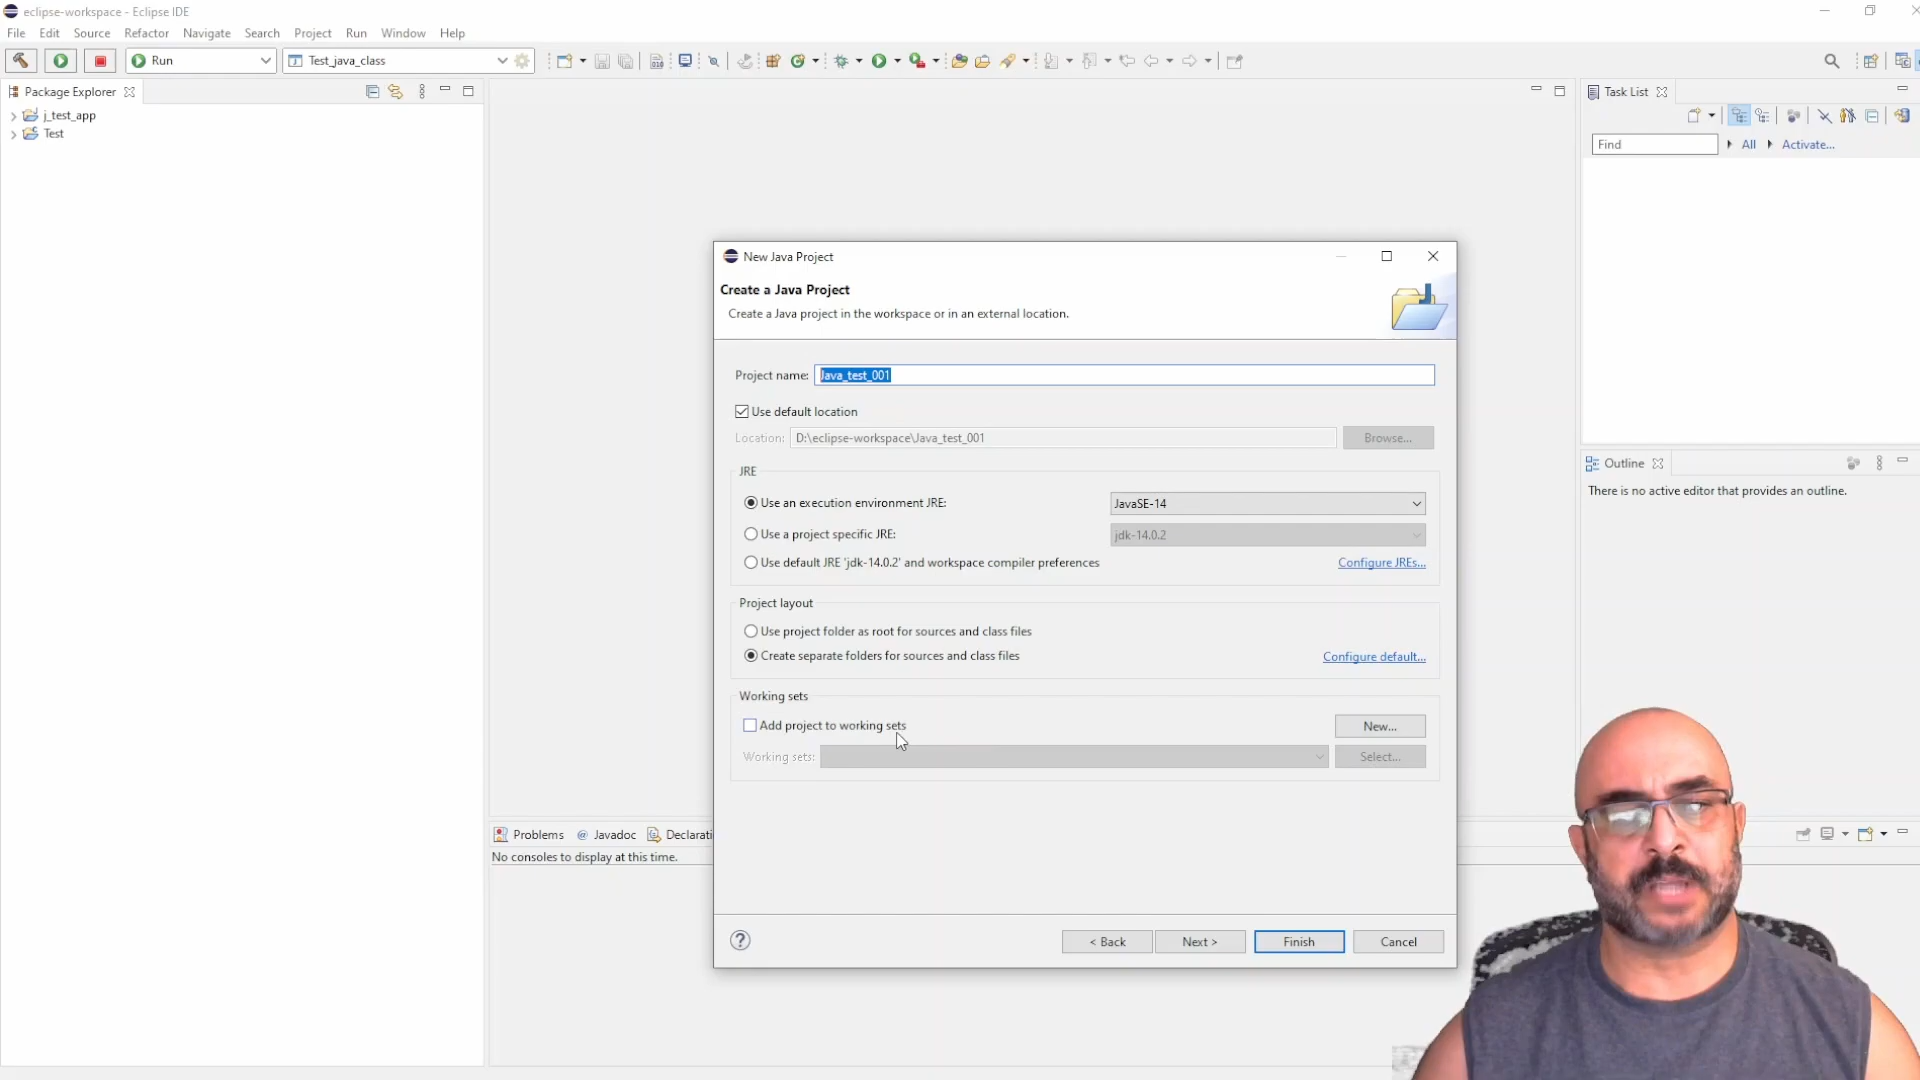 eclipse-workspace - Eclipse IDE
File Edit Source Refactor Navigate Search Project Run Window Help
Run Test_java_class
Package Explorer
j_test_app
Test
Task List
Find All Activate...
Outline
There is no active editor that provides an outline.
New Java Project
Create a Java Project
Create a Java project in the workspace or in an external location.
Project name: Java_test_001
Use default location
Location: D:\eclipse-workspace\Java_test_001 Browse...
JRE
Use an execution environment JRE: JavaSE-14
Use a project specific JRE: jdk-14.0.2
Use default JRE 'jdk-14.0.2' and workspace compiler preferences Configure JREs...
Project layout
Use project folder as root for sources and class files
Create separate folders for sources and class files Configure default...
Working sets
Add project to working sets New...
Working sets: Select...
? < Back Next > Finish Cancel
Problems @ Javadoc Declarati
No consoles to display at this time.